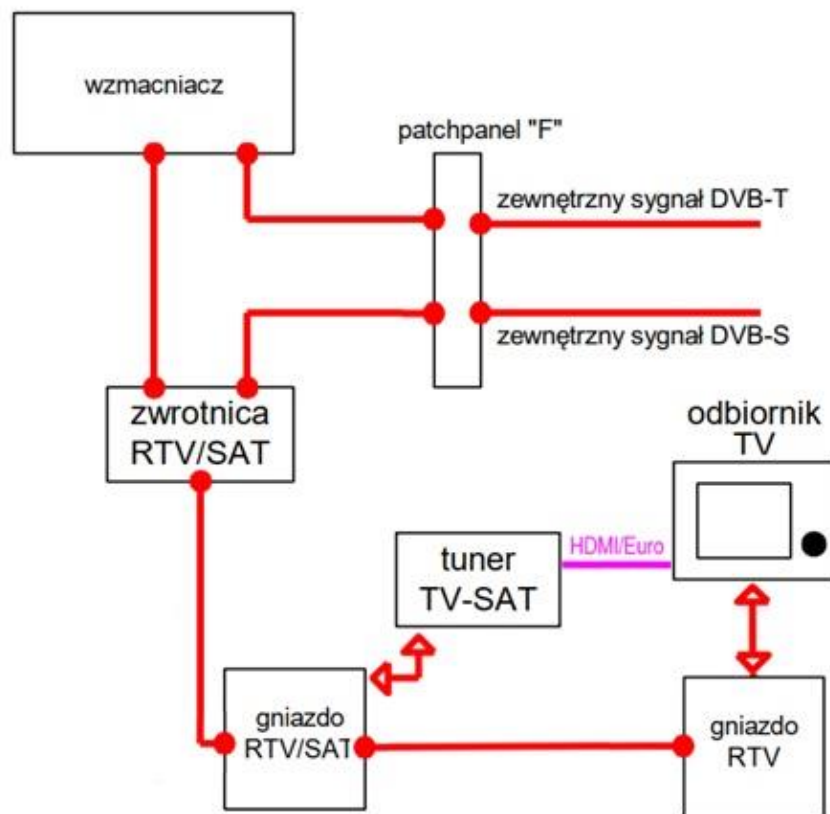 wzmacniacz
patchpanel "F"
zewnętrzny sygnał DVB-T
zewnętrzny sygnał DVB-S
zwrotnica
RTV/SAT
odbiornik
TV
tuner
TV-SAT
HDMI/Euro
gniazdo
RTV/SAT
gniazdo
RTV